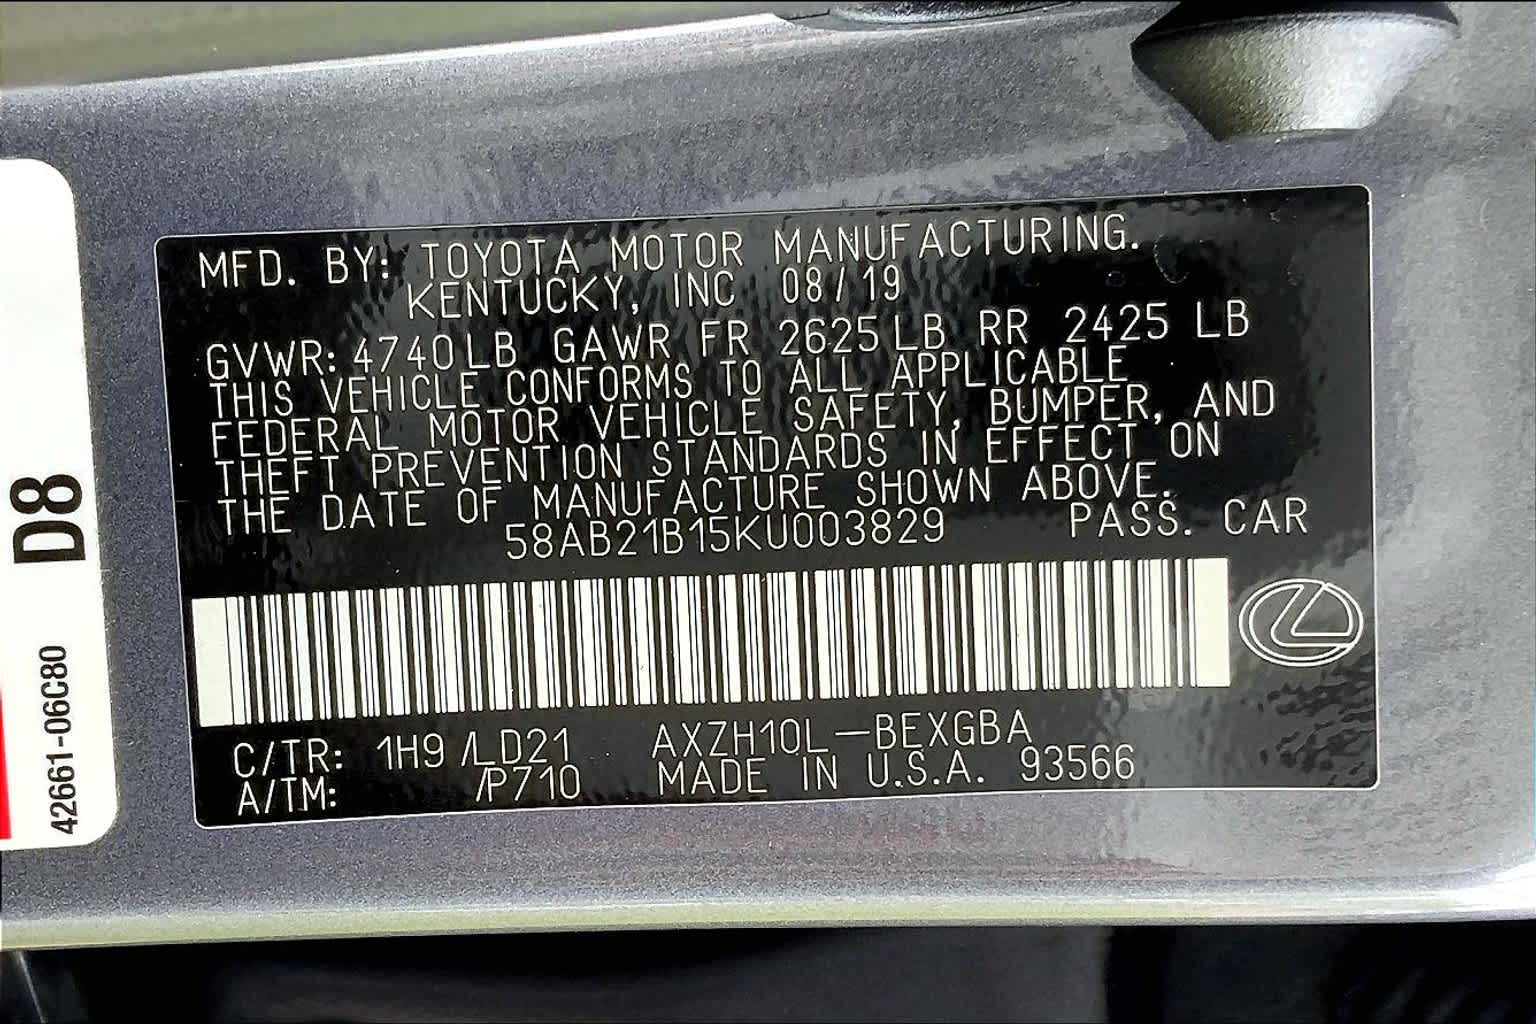 MFD. BY: TOYOTA MOTOR MANUFACTURING.
KENTUCKY, INC 08/19
GVWR: 4740LB GAWR FR 2625LB RR 2425 LB
THIS VEHICLE CONFORMS TO ALL APPLICABLE
FEDERAL MOTOR VEHICLE SAFETY, BUMPER, AND
THEFT PREVENTION STANDARDS IN EFFECT ON
THE DATE OF MANUFACTURE SHOWN ABOVE.
58AB21B15KU003829 PASS. CAR
C/TR: 1H9 /LD21 AXZH10L-BEXGBA
A/TM: /P710 MADE IN U.S.A. 93566
D8
42661-06C80